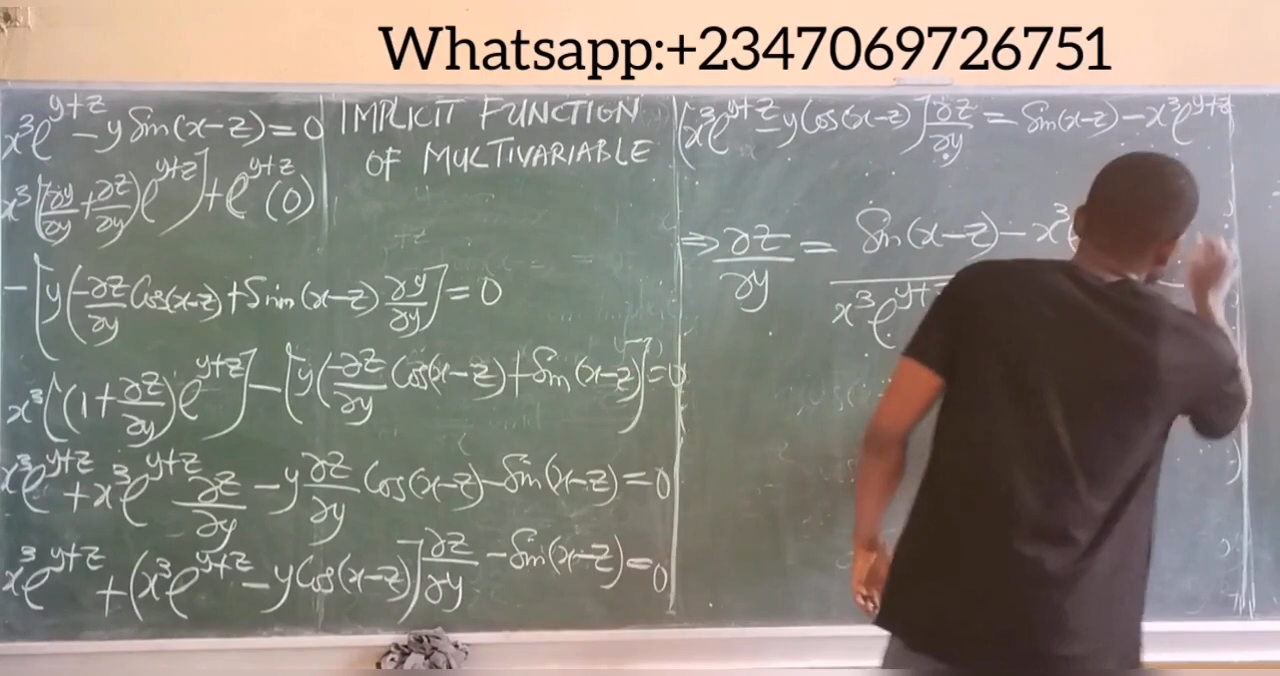 Whatsapp:+2347069726751
x³e^{y+z} - y Sin(x-z) = 0
x³[(∂y/∂y + ∂z/∂y)e^{y+z}] + e^{y+z}(0)
- [y(-∂z/∂y Cos(x-z) + Sin(x-z) ∂y/∂y] = 0
x³[(1 + ∂z/∂y)e^{y+z}] - [y(-∂z/∂y Cos(x-z) + Sin(x-z)] = 0
x³e^{y+z} + x³e^{y+z} ∂z/∂y - y ∂z/∂y Cos(x-z) - Sin(x-z) = 0
x³e^{y+z} + (x³e^{y+z} - y Cos(x-z)] ∂z/∂y - Sin(x-z) = 0
IMPLICIT FUNCTION
OF MULTIVARIABLE
(x³e^{y+z} - y Cos(x-z)] ∂z/∂y = Sin(x-z) - x³e^{y+z}
⇒ ∂z/∂y = Sin(x-z) - x³
x³e^{y+